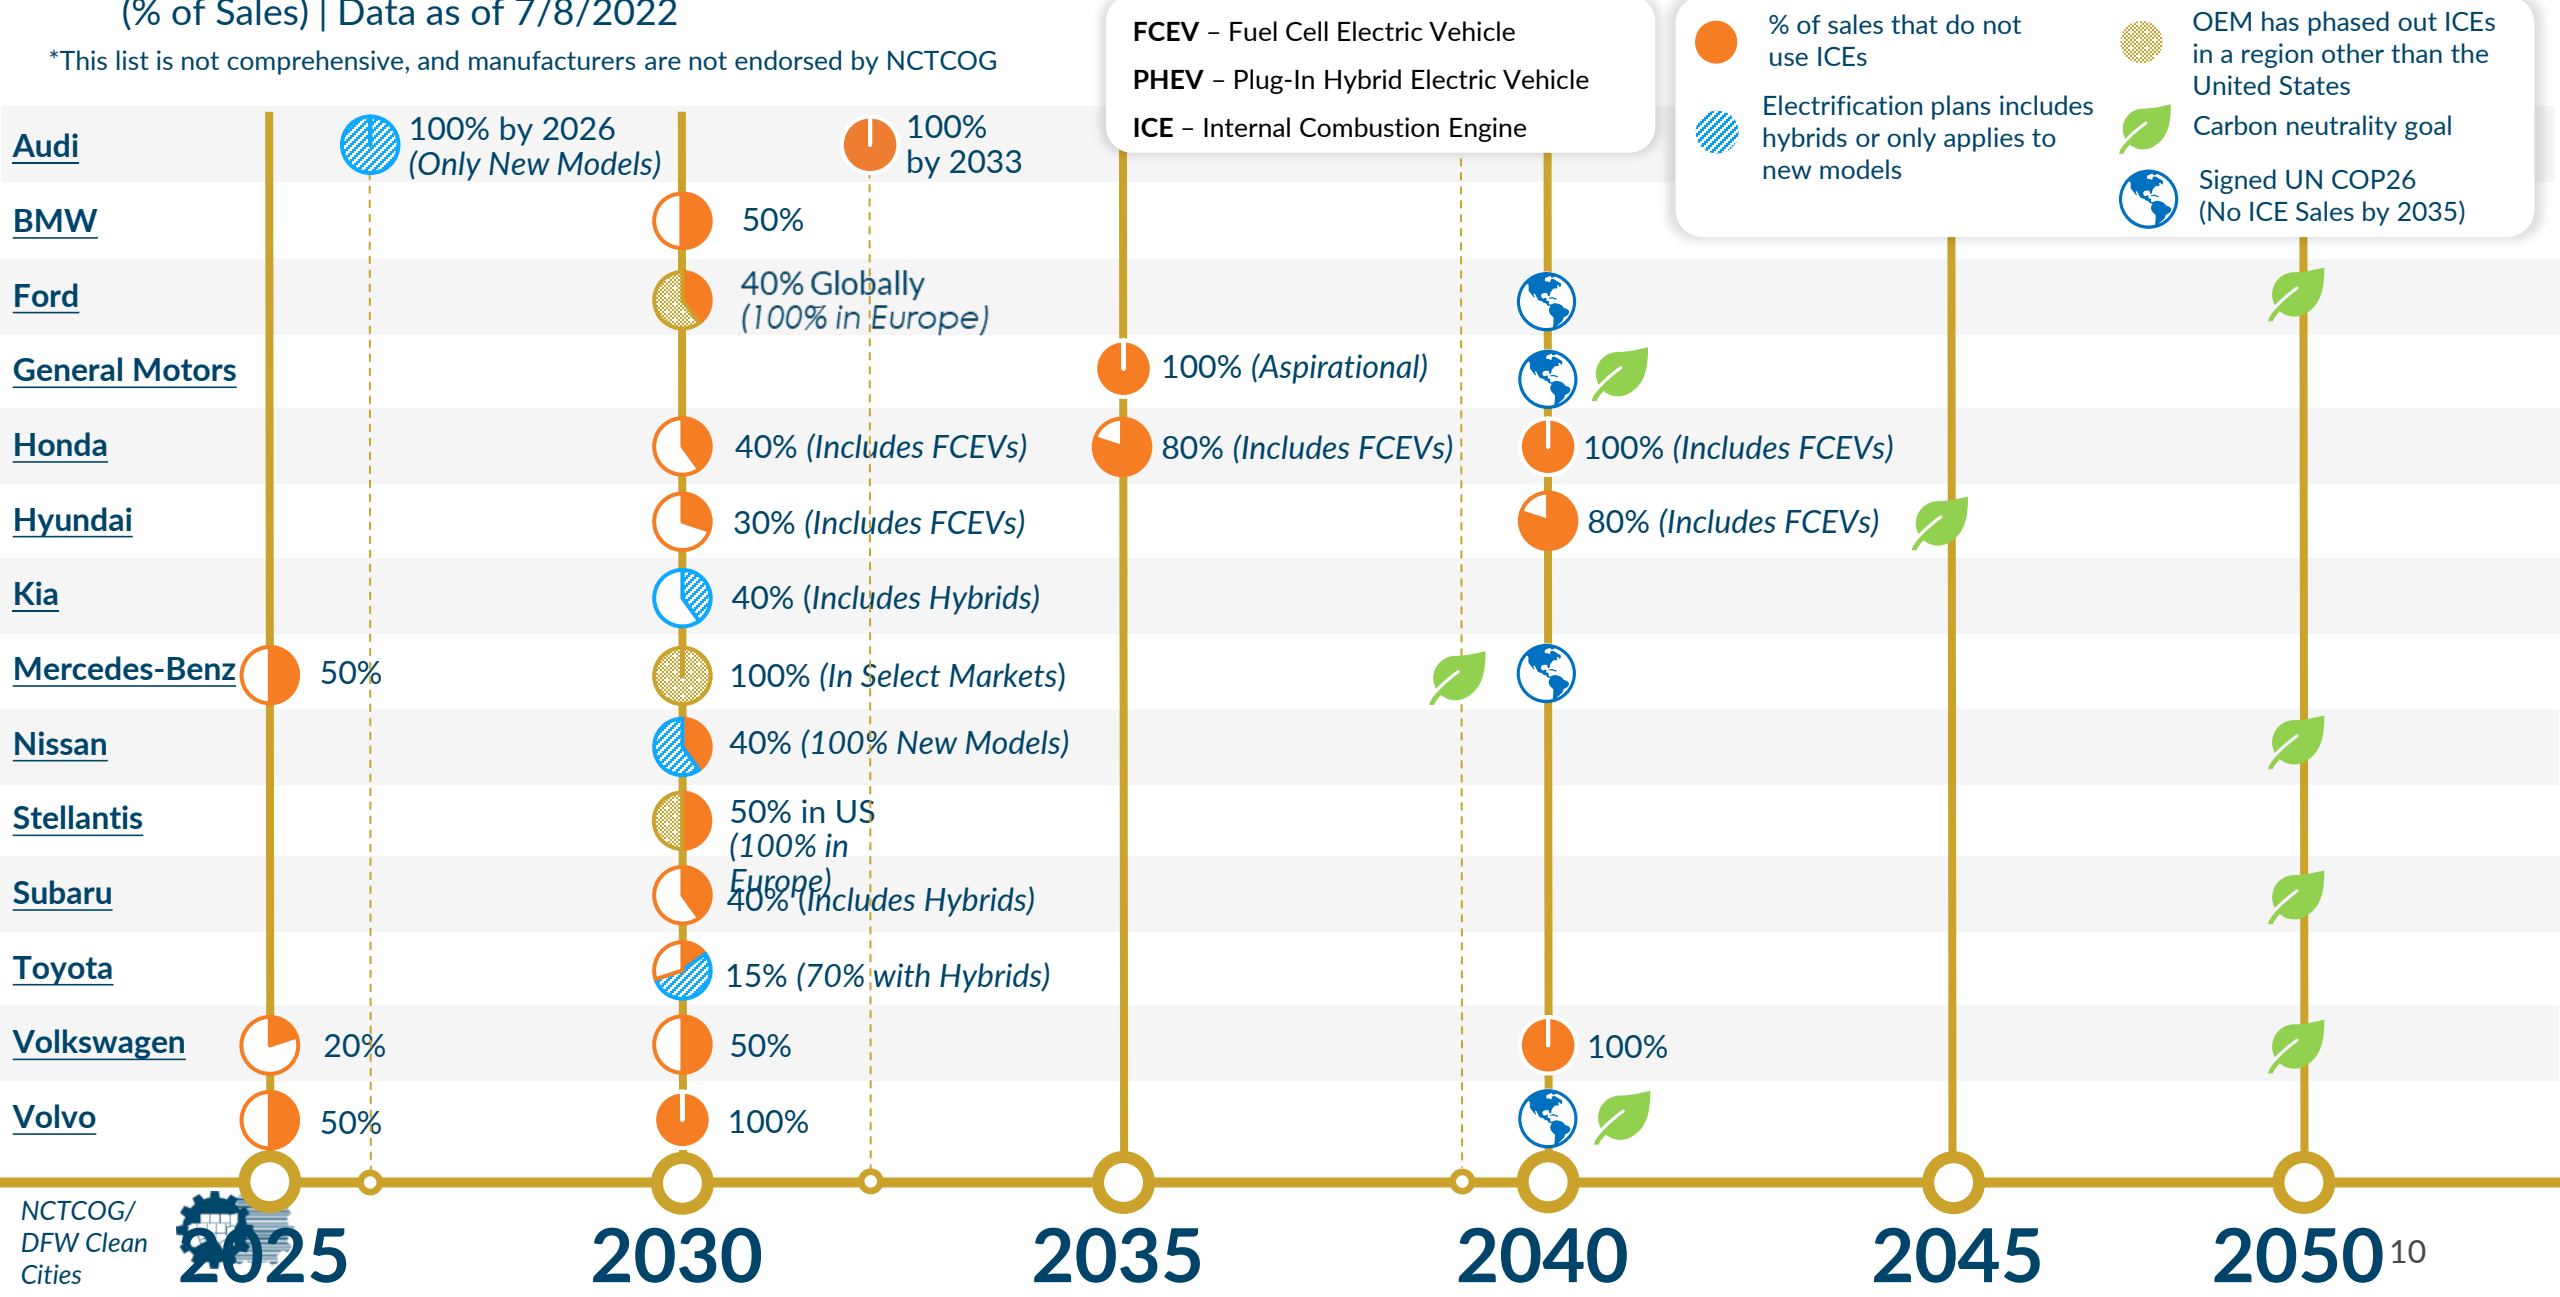 (% of Sales) | Data as of 7/8/2022
*This list is not comprehensive, and manufacturers are not endorsed by NCTCOG
FCEV – Fuel Cell Electric Vehicle
PHEV – Plug-In Hybrid Electric Vehicle
ICE – Internal Combustion Engine
% of sales that do not
use ICEs
Electrification plans includes
hybrids or only applies to
new models
OEM has phased out ICEs
in a region other than the
United States
Carbon neutrality goal
Signed UN COP26
(No ICE Sales by 2035)
Audi
100% by 2026
(Only New Models)
100%
by 2033
BMW
50%
Ford
40% Globally
(100% in Europe)
General Motors
100% (Aspirational)
Honda
40% (Includes FCEVs)
80% (Includes FCEVs)
100% (Includes FCEVs)
Hyundai
30% (Includes FCEVs)
80% (Includes FCEVs)
Kia
40% (Includes Hybrids)
Mercedes-Benz
50%
100% (In Select Markets)
Nissan
40% (100% New Models)
Stellantis
50% in US
(100% in
Europe)
Subaru
40% (Includes Hybrids)
Toyota
15% (70% with Hybrids)
Volkswagen
20%
50%
100%
Volvo
50%
100%
NCTCOG/
DFW Clean
Cities
2025
2030
2035
2040
2045
2050
10